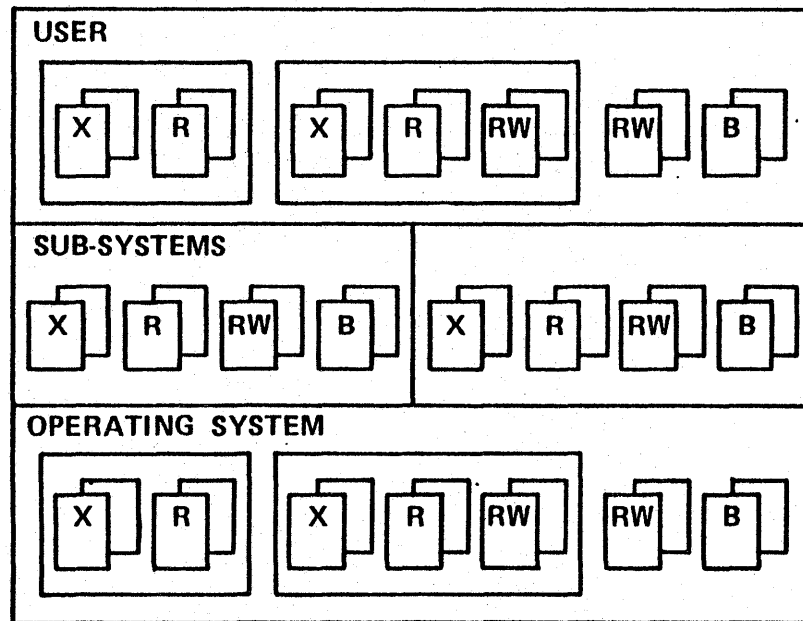 USER
X R X R RW RW B
SUB-SYSTEMS
X R RW B X R RW B
OPERATING SYSTEM
X R X R RW RW B